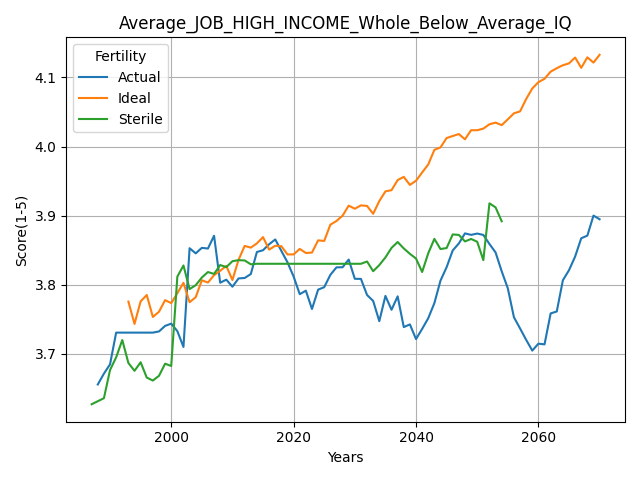 Average_JOB_HIGH_INCOME_Whole_Below_Average_IQ
Fertility
Actual
Ideal
Sterile
Score(1-5)
4.1
4.0
3.9
3.8
3.7
2000 2020 2040 2060
Years